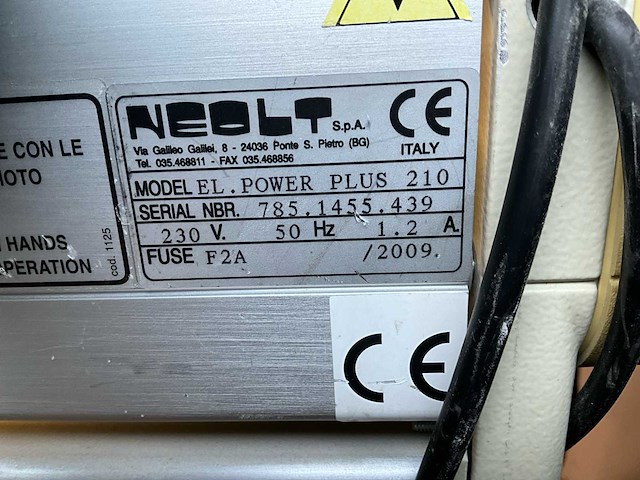 E CON LE
MOTO
HANDS
OPERATION
cod. 1125
NEOLT S.p.A.
CE
Via Galileo Galilei, 8 - 24036 Ponte S. Pietro (BG)
Tel. 035.468811 - FAX 035.468856
ITALY
MODEL EL.POWER PLUS 210
SERIAL NBR. 785.1455.439
230 V. 50 Hz 1.2 A.
FUSE F2A /2009.
CE